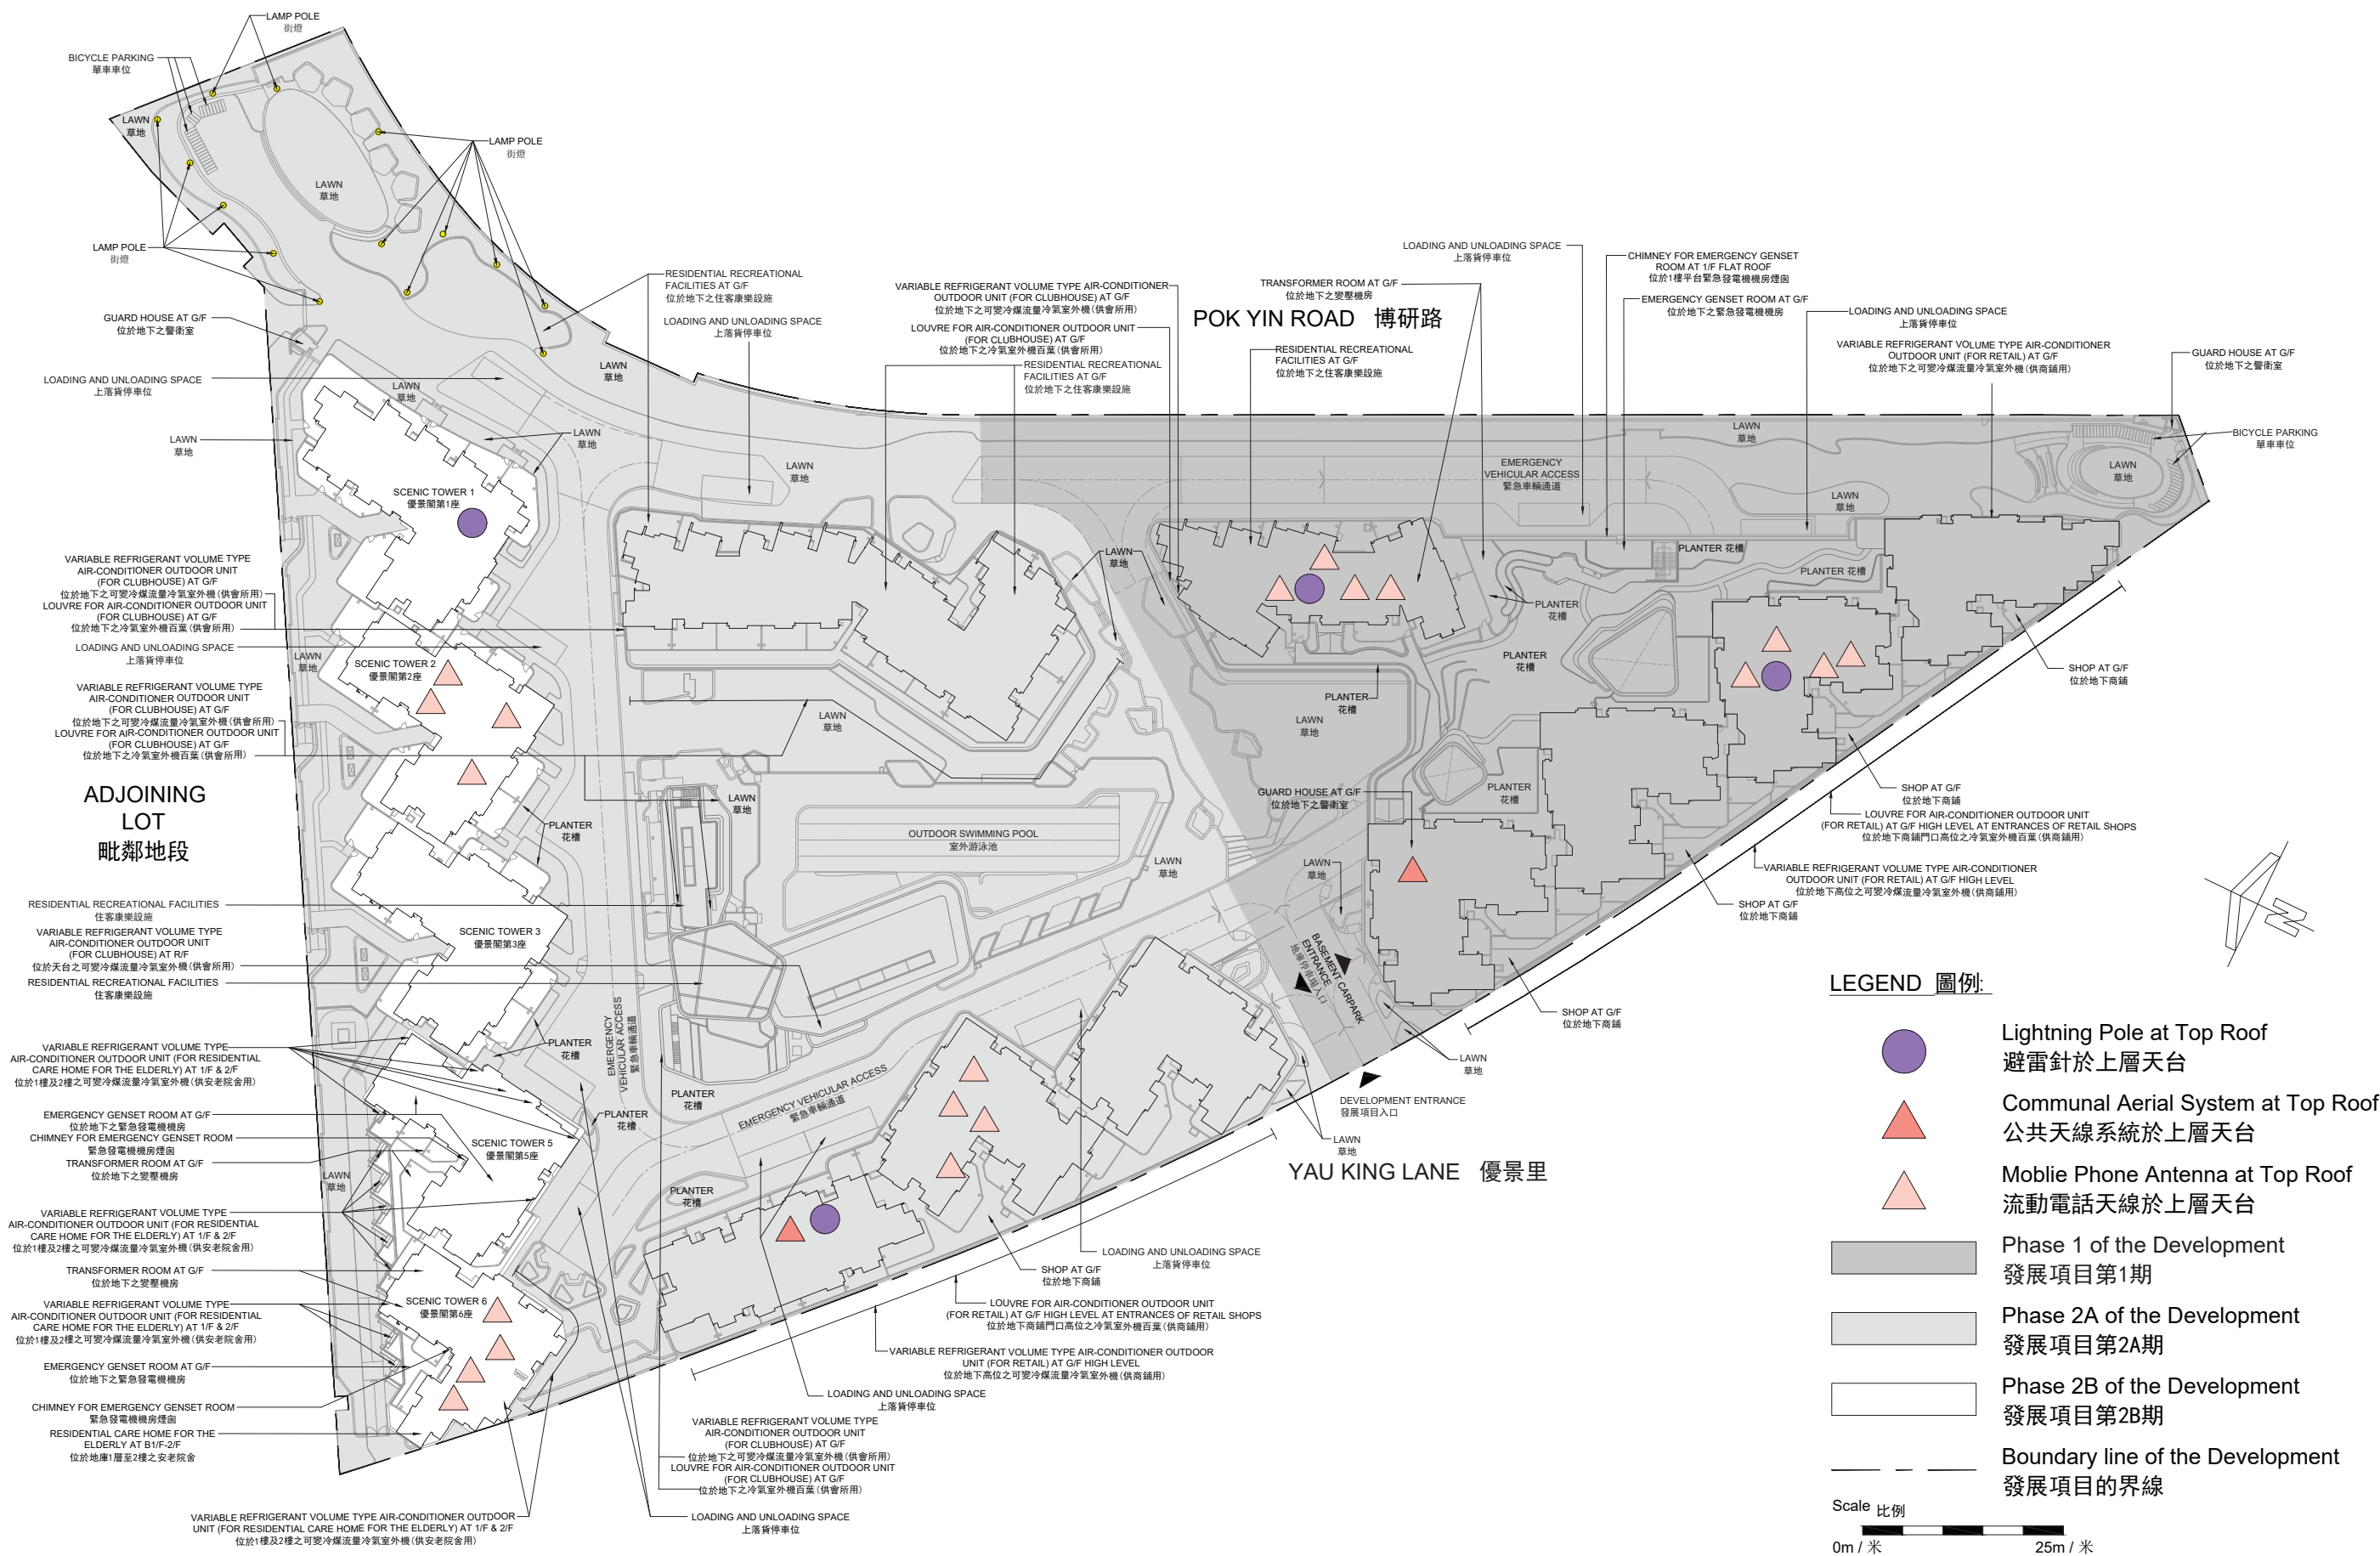 LAMP POLE
街燈
BICYCLE PARKING
單車車位
LAWN
草地
LAMP POLE
街燈
LAWN
草地
LAMP POLE
街燈
GUARD HOUSE AT G/F
位於地下之警衛室
LOADING AND UNLOADING SPACE
上落貨停車位
LAWN
草地
LAWN
草地
LAWN
草地
RESIDENTIAL RECREATIONAL
FACILITIES AT G/F
位於地下之住客康樂設施
LOADING AND UNLOADING SPACE
上落貨停車位
LAWN
草地
LAWN
草地
VARIABLE REFRIGERANT VOLUME TYPE AIR-CONDITIONER
OUTDOOR UNIT (FOR CLUBHOUSE) AT G/F
位於地下之可變冷煤流量冷氣室外機(供會所用)
LOUVRE FOR AIR-CONDITIONER OUTDOOR UNIT
(FOR CLUBHOUSE) AT G/F
位於地下之冷氣室外機百葉(供會所用)
RESIDENTIAL RECREATIONAL
FACILITIES AT G/F
位於地下之住客康樂設施
LOADING AND UNLOADING SPACE
上落貨停車位
TRANSFORMER ROOM AT G/F
位於地下之變壓機房
POK YIN ROAD 博研路
RESIDENTIAL RECREATIONAL
FACILITIES AT G/F
位於地下之住客康樂設施
CHIMNEY FOR EMERGENCY GENSET
ROOM AT 1/F FLAT ROOF
位於1樓平台緊急發電機機房煙囪
EMERGENCY GENSET ROOM AT G/F
位於地下之緊急發電機機房
LOADING AND UNLOADING SPACE
上落貨停車位
VARIABLE REFRIGERANT VOLUME TYPE AIR-CONDITIONER
OUTDOOR UNIT (FOR RETAIL) AT G/F
位於地下之可變冷煤流量冷氣室外機(供商鋪用)
GUARD HOUSE AT G/F
位於地下之警衛室
BICYCLE PARKING
單車車位
LAWN
草地
LAWN
草地
LAWN
草地
EMERGENCY
VEHICULAR ACCESS
緊急車輛通道
PLANTER 花槽
PLANTER 花槽
PLANTER
花槽
PLANTER
花槽
PLANTER
花槽
LAWN
草地
LAWN
LAWN
草地
SCENIC TOWER 1
優景閣第1座
VARIABLE REFRIGERANT VOLUME TYPE
AIR-CONDITIONER OUTDOOR UNIT
(FOR CLUBHOUSE) AT G/F
位於地下之可變冷煤流量冷氣室外機(供會所用)
LOUVRE FOR AIR-CONDITIONER OUTDOOR UNIT
(FOR CLUBHOUSE) AT G/F
位於地下之冷氣室外機百葉(供會所用)
LOADING AND UNLOADING SPACE
上落貨停車位
LAWN
草地
SCENIC TOWER 2
優景閣第2座
VARIABLE REFRIGERANT VOLUME TYPE
AIR-CONDITIONER OUTDOOR UNIT
(FOR CLUBHOUSE) AT G/F
位於地下之可變冷煤流量冷氣室外機(供會所用)
LOUVRE FOR AIR-CONDITIONER OUTDOOR UNIT
(FOR CLUBHOUSE) AT G/F
位於地下之冷氣室外機百葉(供會所用)
ADJOINING
LOT
毗鄰地段
PLANTER
花槽
LAWN
草地
OUTDOOR SWIMMING POOL
室外游泳池
LAWN
草地
GUARD HOUSE AT G/F
位於地下之警衛室
PLANTER
花槽
LAWN
草地
SHOP AT G/F
位於地下商鋪
SHOP AT G/F
位於地下商鋪
LOUVRE FOR AIR-CONDITIONER OUTDOOR UNIT
(FOR RETAIL) AT G/F HIGH LEVEL AT ENTRANCES OF RETAIL SHOPS
位於地下商鋪門口高位之冷氣室外機百葉(供商鋪用)
VARIABLE REFRIGERANT VOLUME TYPE AIR-CONDITIONER
OUTDOOR UNIT (FOR RETAIL) AT G/F HIGH LEVEL
位於地下高位之可變冷煤流量冷氣室外機(供商鋪用)
SHOP AT G/F
位於地下商鋪
SHOP AT G/F
位於地下商鋪
RESIDENTIAL RECREATIONAL FACILITIES
住客康樂設施
VARIABLE REFRIGERANT VOLUME TYPE
AIR-CONDITIONER OUTDOOR UNIT
(FOR CLUBHOUSE) AT R/F
位於天台之可變冷煤流量冷氣室外機(供會所用)
RESIDENTIAL RECREATIONAL FACILITIES
住客康樂設施
SCENIC TOWER 3
優景閣第3座
BASEMENT CARPARK
ENTRANCE
地庫停車場入口
LAWN
草地
DEVELOPMENT ENTRANCE
發展項目入口
LAWN
草地
YAU KING LANE 優景里
EMERGENCY
VEHICULAR ACCESS
緊急車輛通道
PLANTER
花槽
PLANTER
花槽
PLANTER
花槽
EMERGENCY VEHICULAR ACCESS
緊急車輛通道
PLANTER
花槽
VARIABLE REFRIGERANT VOLUME TYPE
AIR-CONDITIONER OUTDOOR UNIT (FOR RESIDENTIAL
CARE HOME FOR THE ELDERLY) AT 1/F & 2/F
位於1樓及2樓之可變冷煤流量冷氣室外機(供安老院舍用)
EMERGENCY GENSET ROOM AT G/F
位於地下之緊急發電機機房
CHIMNEY FOR EMERGENCY GENSET ROOM
緊急發電機機房煙囪
TRANSFORMER ROOM AT G/F
位於地下之變壓機房
SCENIC TOWER 5
優景閣第5座
LAWN
草地
VARIABLE REFRIGERANT VOLUME TYPE
AIR-CONDITIONER OUTDOOR UNIT (FOR RESIDENTIAL
CARE HOME FOR THE ELDERLY) AT 1/F & 2/F
位於1樓及2樓之可變冷煤流量冷氣室外機(供安老院舍用)
TRANSFORMER ROOM AT G/F
位於地下之變壓機房
SCENIC TOWER 6
優景閣第6座
VARIABLE REFRIGERANT VOLUME TYPE
AIR-CONDITIONER OUTDOOR UNIT (FOR RESIDENTIAL
CARE HOME FOR THE ELDERLY) AT 1/F & 2/F
位於1樓及2樓之可變冷煤流量冷氣室外機(供安老院舍用)
EMERGENCY GENSET ROOM AT G/F
位於地下之緊急發電機機房
CHIMNEY FOR EMERGENCY GENSET ROOM
緊急發電機機房煙囪
RESIDENTIAL CARE HOME FOR THE
ELDERLY AT B1/F-2/F
位於地庫1層至2樓之安老院舍
VARIABLE REFRIGERANT VOLUME TYPE AIR-CONDITIONER OUTDOOR
UNIT (FOR RESIDENTIAL CARE HOME FOR THE ELDERLY) AT 1/F & 2/F
位於1樓及2樓之可變冷煤流量冷氣室外機(供安老院舍用)
LOADING AND UNLOADING SPACE
上落貨停車位
SHOP AT G/F
位於地下商鋪
LOUVRE FOR AIR-CONDITIONER OUTDOOR UNIT
(FOR RETAIL) AT G/F HIGH LEVEL AT ENTRANCES OF RETAIL SHOPS
位於地下商鋪門口高位之冷氣室外機百葉(供商鋪用)
VARIABLE REFRIGERANT VOLUME TYPE AIR-CONDITIONER OUTDOOR
UNIT (FOR RETAIL) AT G/F HIGH LEVEL
位於地下高位之可變冷煤流量冷氣室外機(供商鋪用)
LOADING AND UNLOADING SPACE
上落貨停車位
VARIABLE REFRIGERANT VOLUME TYPE
AIR-CONDITIONER OUTDOOR UNIT
(FOR CLUBHOUSE) AT G/F
位於地下之可變冷煤流量冷氣室外機(供會所用)
LOUVRE FOR AIR-CONDITIONER OUTDOOR UNIT
(FOR CLUBHOUSE) AT G/F
位於地下之冷氣室外機百葉(供會所用)
LOADING AND UNLOADING SPACE
上落貨停車位
N
LEGEND 圖例:
Lightning Pole at Top Roof
避雷針於上層天台
Communal Aerial System at Top Roof
公共天線系統於上層天台
Moblie Phone Antenna at Top Roof
流動電話天線於上層天台
Phase 1 of the Development
發展項目第1期
Phase 2A of the Development
發展項目第2A期
Phase 2B of the Development
發展項目第2B期
Boundary line of the Development
發展項目的界線
Scale 比例
0m / 米 25m / 米